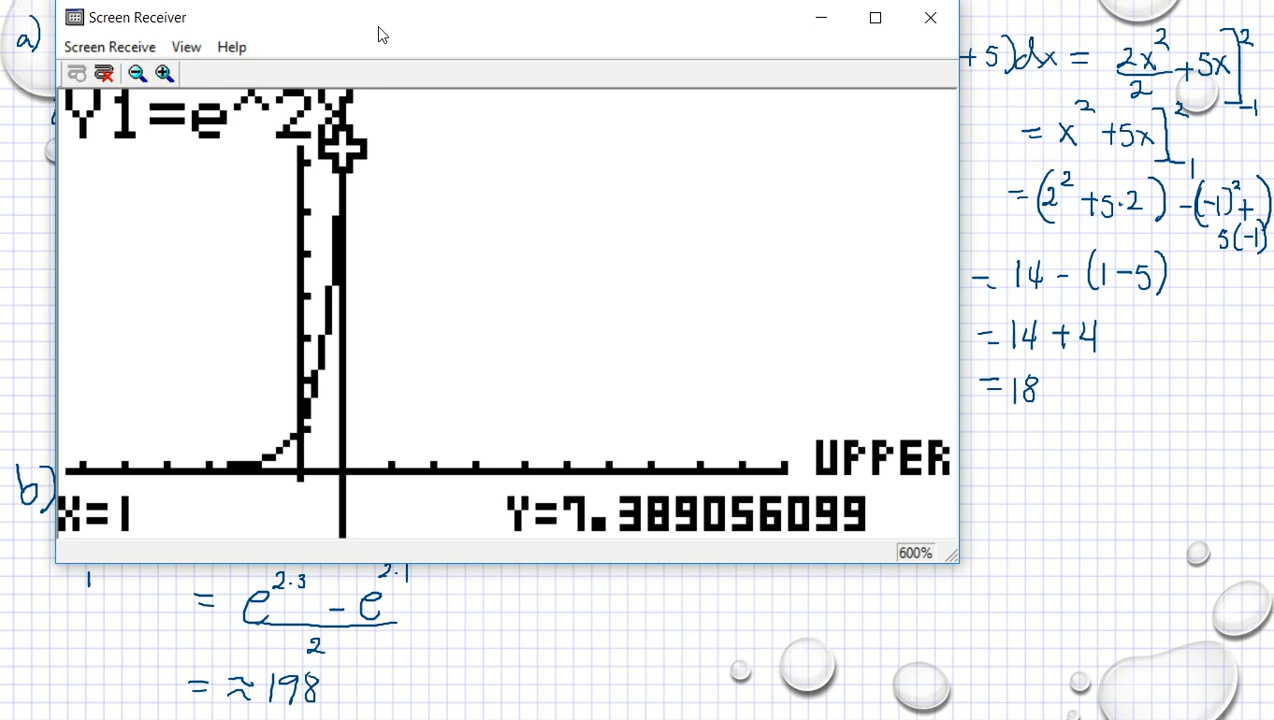 a)
Screen Receiver
Screen Receive View Help
Y1=e^2X
UPPER
X=1 Y=7.389056099
600%
+5)dx = 2x²/2 +5x]²₋₁
= x² +5x]²₋₁
= (2² +5·2) -((-1)²+
5(-1))
= 14 - (1-5)
= 14 + 4
= 18
b)
1
= e^2·3 - e^2·1
2
= ≈198